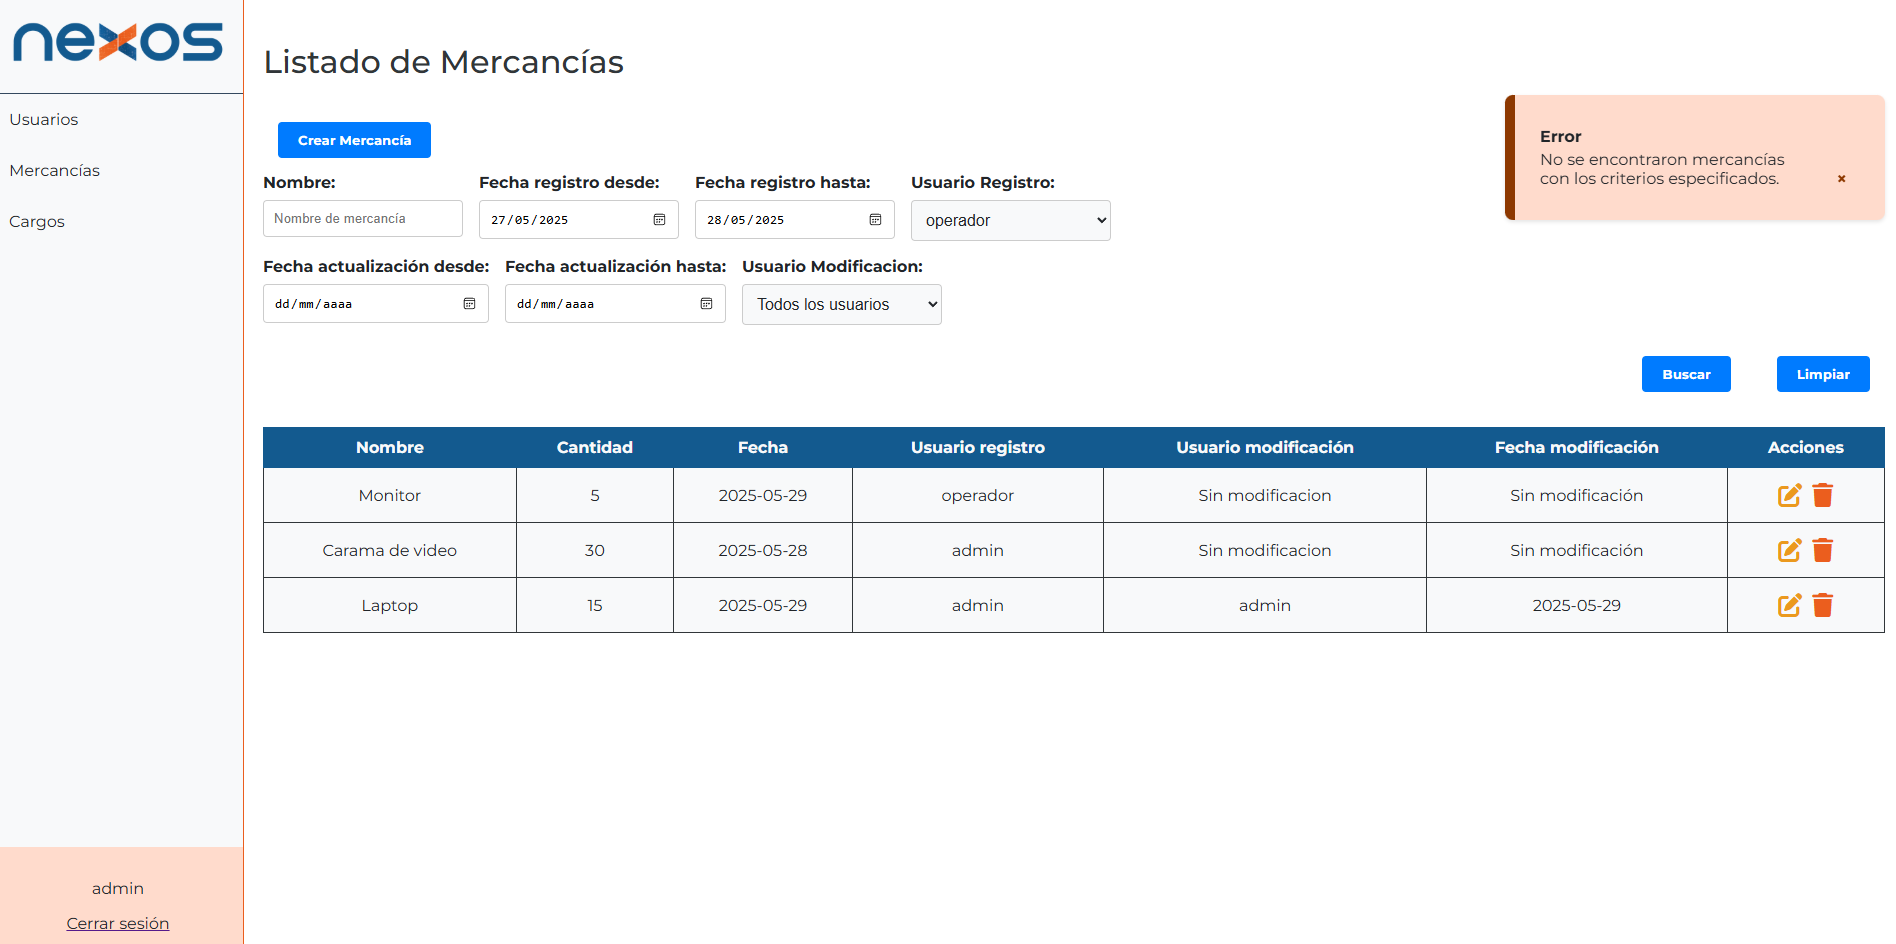 nexos
Usuarios
Mercancías
Cargos
admin
Cerrar sesión
Listado de Mercancías
Crear Mercancía
Error
No se encontraron mercancías
con los criterios especificados.
×
Nombre: Fecha registro desde: Fecha registro hasta: Usuario Registro:
Nombre de mercancía 27/05/2025 28/05/2025 operador
Fecha actualización desde: Fecha actualización hasta: Usuario Modificacion:
dd/mm/aaaa dd/mm/aaaa Todos los usuarios
Buscar Limpiar
Nombre Cantidad Fecha Usuario registro Usuario modificación Fecha modificación Acciones
Monitor 5 2025-05-29 operador Sin modificacion Sin modificación
Carama de video 30 2025-05-28 admin Sin modificacion Sin modificación
Laptop 15 2025-05-29 admin admin 2025-05-29